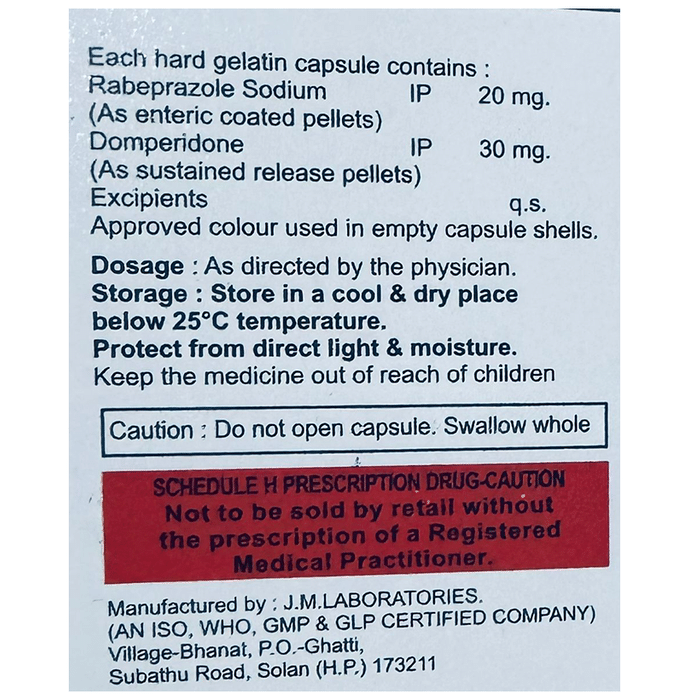 Each hard gelatin capsule contains :
Rabeprazole Sodium IP 20 mg.
(As enteric coated pellets)
Domperidone IP 30 mg.
(As sustained release pellets)
Excipients q.s.
Approved colour used in empty capsule shells.
Dosage : As directed by the physician.
Storage : Store in a cool & dry place
below 25°C temperature.
Protect from direct light & moisture.
Keep the medicine out of reach of children
Caution : Do not open capsule. Swallow whole
SCHEDULE H PRESCRIPTION DRUG-CAUTION
Not to be sold by retail without
the prescription of a Registered
Medical Practitioner.
Manufactured by : J.M.LABORATORIES.
(AN ISO, WHO, GMP & GLP CERTIFIED COMPANY)
Village-Bhanat, P.O.-Ghatti,
Subathu Road, Solan (H.P.) 173211